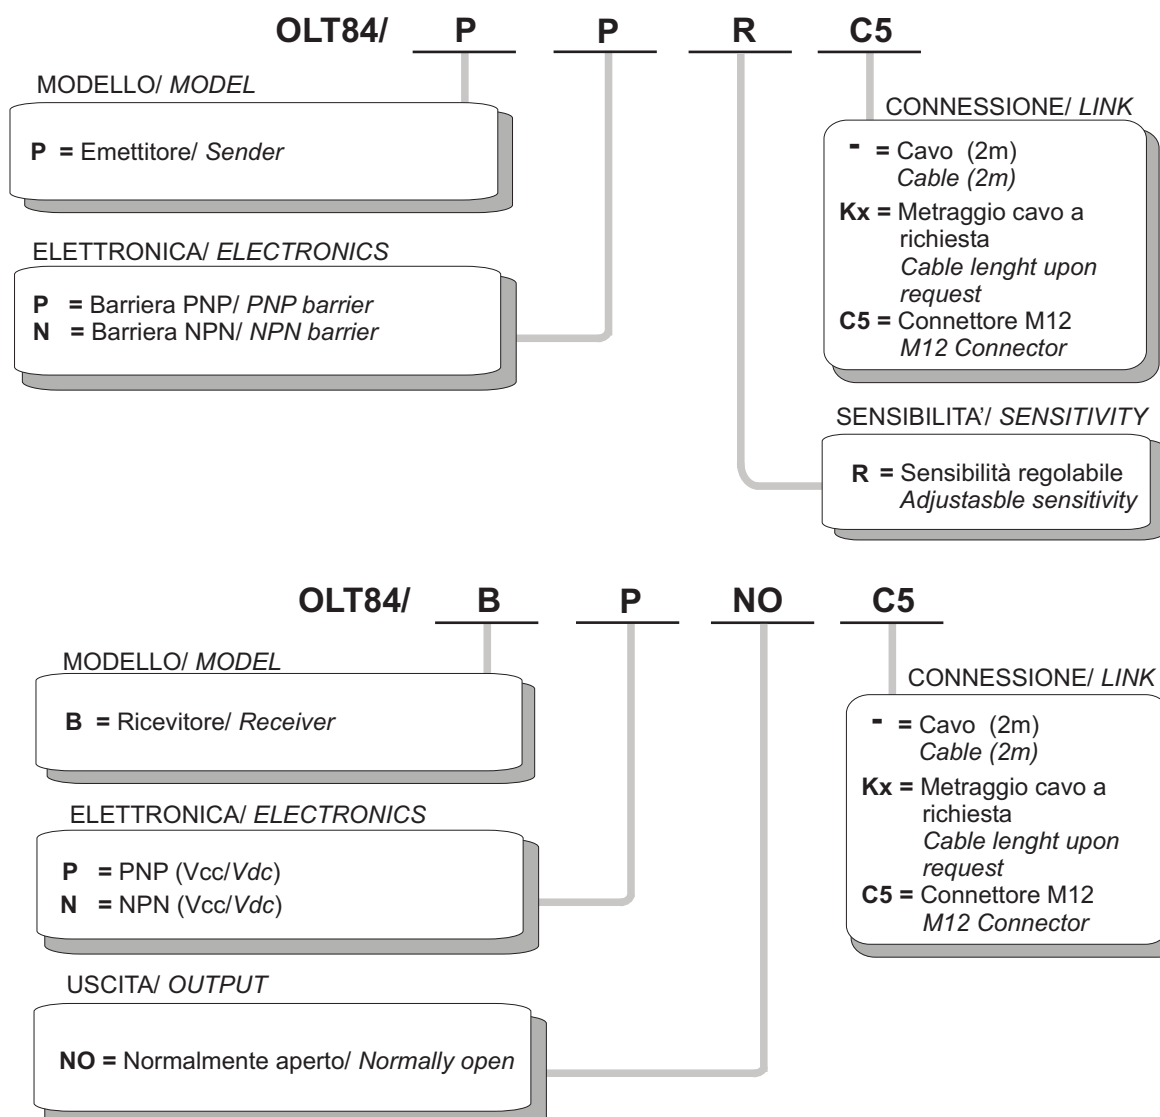 OLT84/ P P R C5
MODELLO/ MODEL
P = Emettitore/ Sender
ELETTRONICA/ ELECTRONICS
P = Barriera PNP/ PNP barrier
N = Barriera NPN/ NPN barrier
CONNESSIONE/ LINK
- = Cavo (2m)
Cable (2m)
Kx = Metraggio cavo a
richiesta
Cable lenght upon
request
C5 = Connettore M12
M12 Connector
SENSIBILITA'/ SENSITIVITY
R = Sensibilità regolabile
Adjustasble sensitivity
OLT84/ B P NO C5
MODELLO/ MODEL
B = Ricevitore/ Receiver
ELETTRONICA/ ELECTRONICS
P = PNP (Vcc/Vdc)
N = NPN (Vcc/Vdc)
USCITA/ OUTPUT
NO = Normalmente aperto/ Normally open
CONNESSIONE/ LINK
- = Cavo (2m)
Cable (2m)
Kx = Metraggio cavo a
richiesta
Cable lenght upon
request
C5 = Connettore M12
M12 Connector